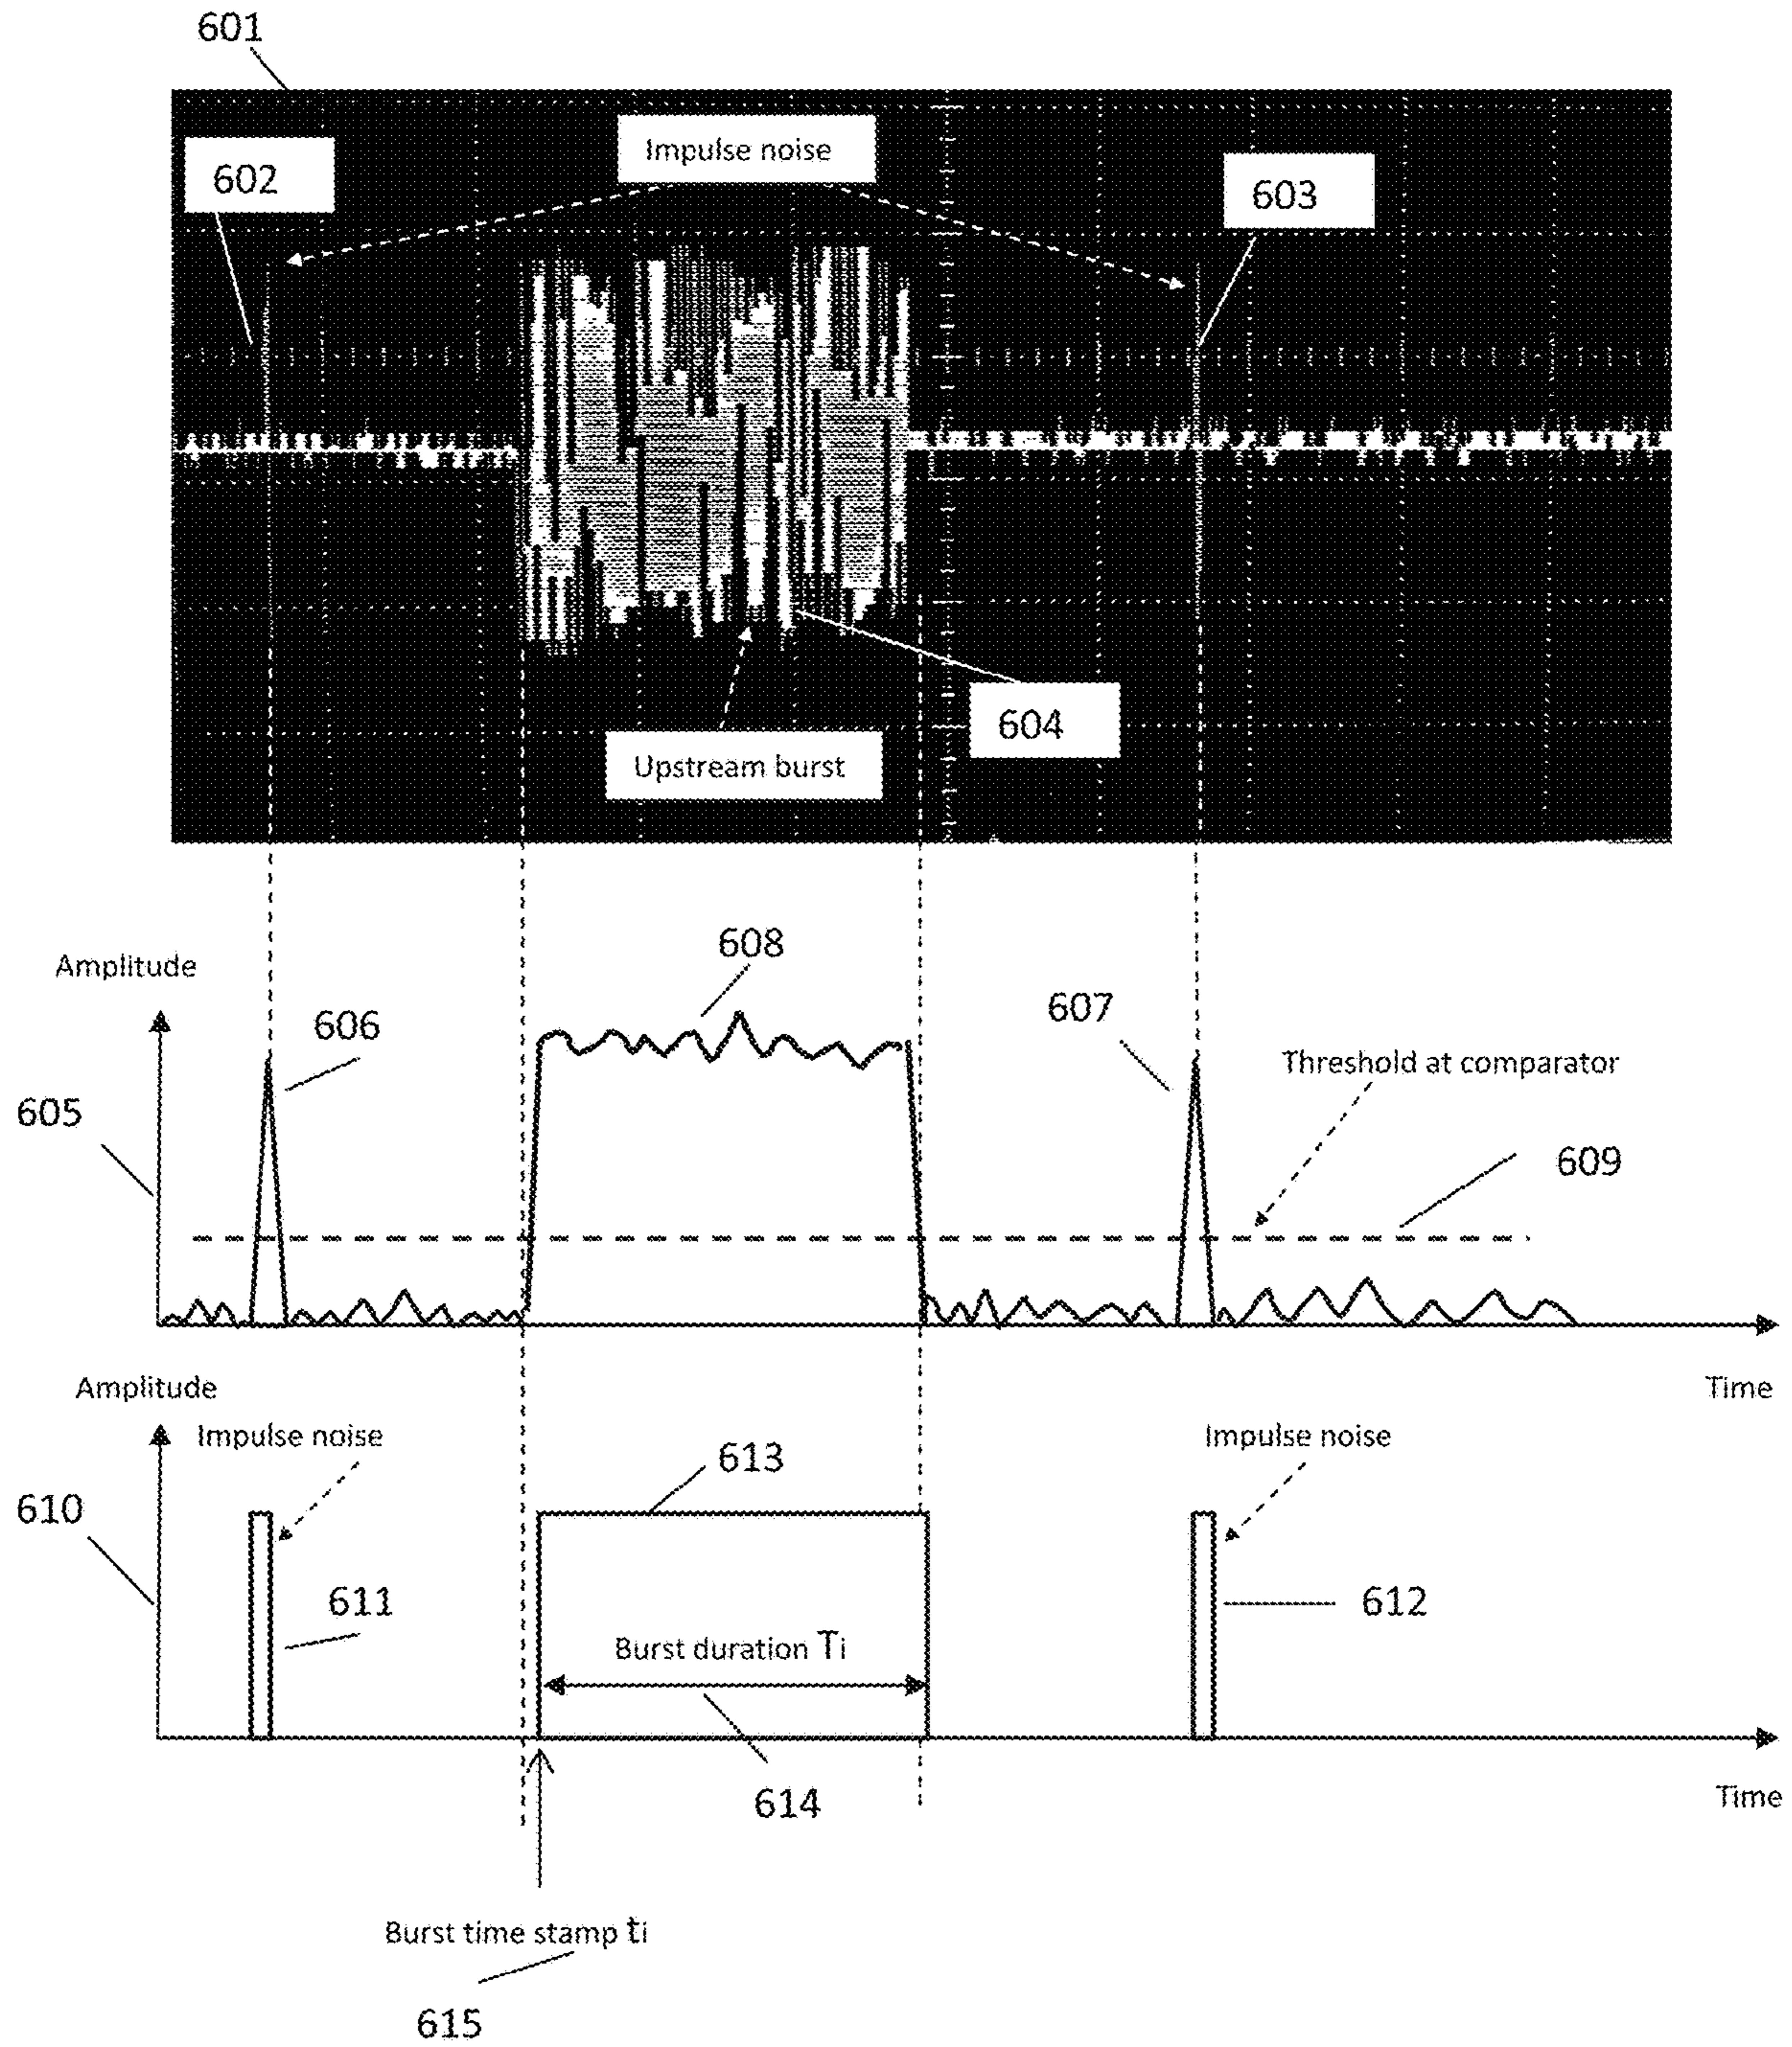 601
Impulse noise
602
603
604
Upstream burst
608
Amplitude
607
606
Threshold at comparator
605
609
Amplitude
Time
Impulse noise
Impulse noise
613
610
611
612
Burst duration Ti
614
Time
Burst time stamp ti
615